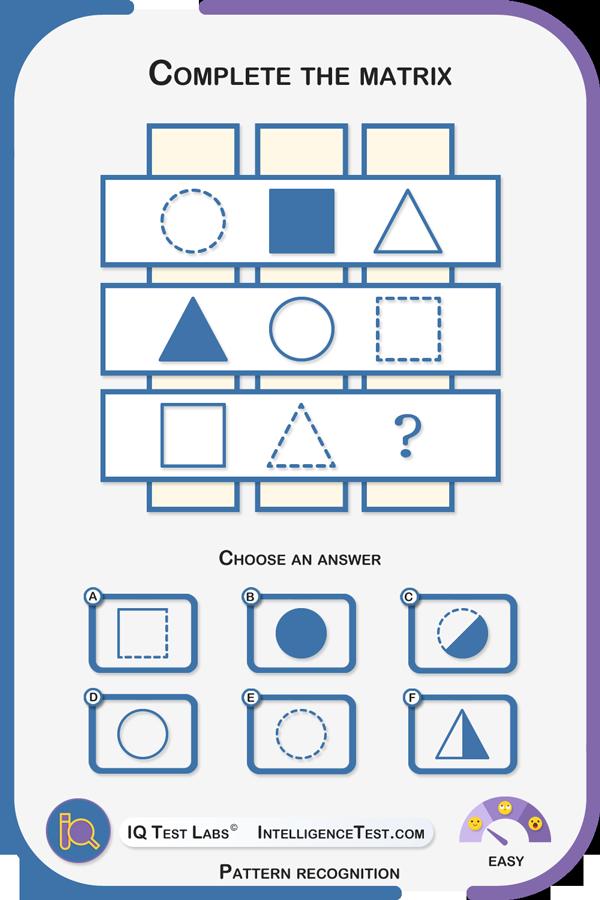 Complete the matrix
?
Choose an answer
A
B
C
D
E
F
IQ Test Labs© IntelligenceTest.com
EASY
Pattern recognition